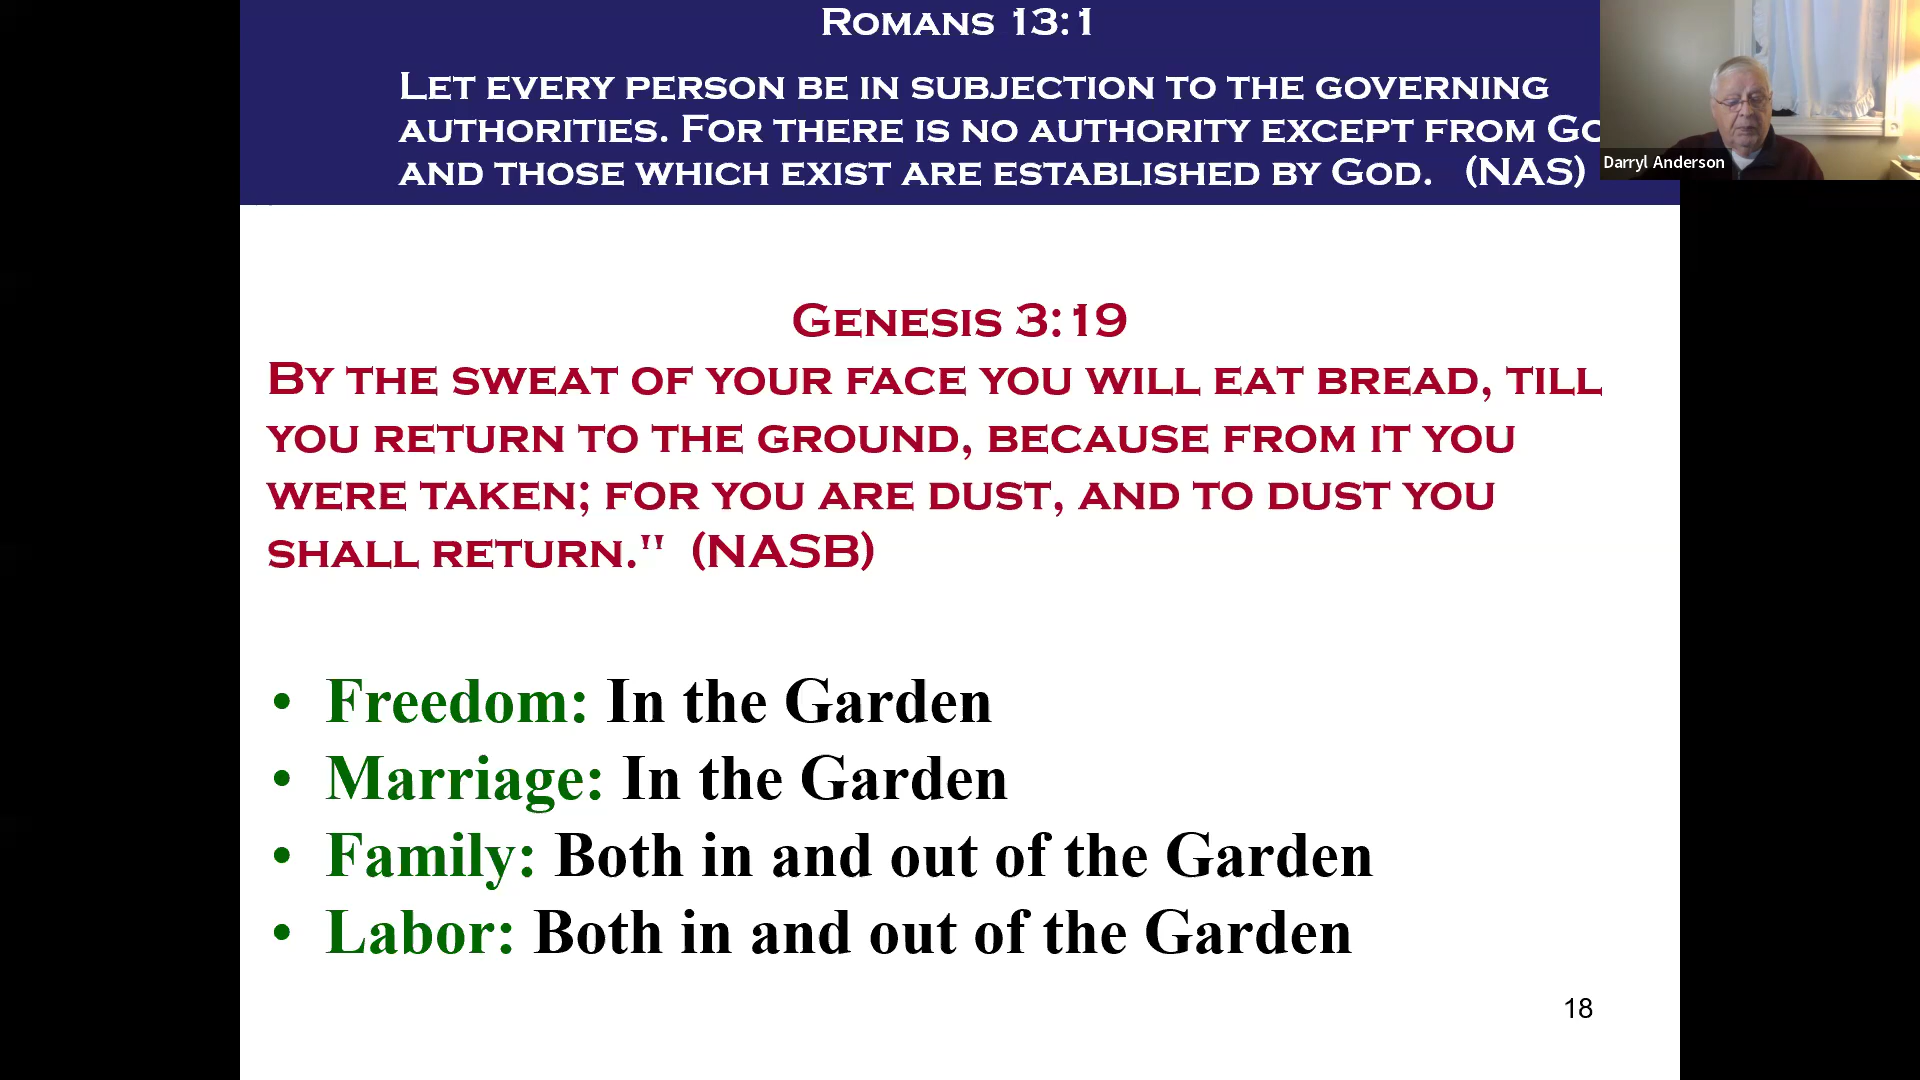 ROMANS 13:1
LET EVERY PERSON BE IN SUBJECTION TO THE GOVERNING
AUTHORITIES. FOR THERE IS NO AUTHORITY EXCEPT FROM
AND THOSE WHICH EXIST ARE ESTABLISHED BY GOD. (NAS)
Darryl Anderson
GENESIS 3:19
BY THE SWEAT OF YOUR FACE YOU WILL EAT BREAD, TILL
YOU RETURN TO THE GROUND, BECAUSE FROM IT YOU
WERE TAKEN; FOR YOU ARE DUST, AND TO DUST YOU
SHALL RETURN." (NASB)
• Freedom: In the Garden
• Marriage: In the Garden
• Family: Both in and out of the Garden
• Labor: Both in and out of the Garden
18